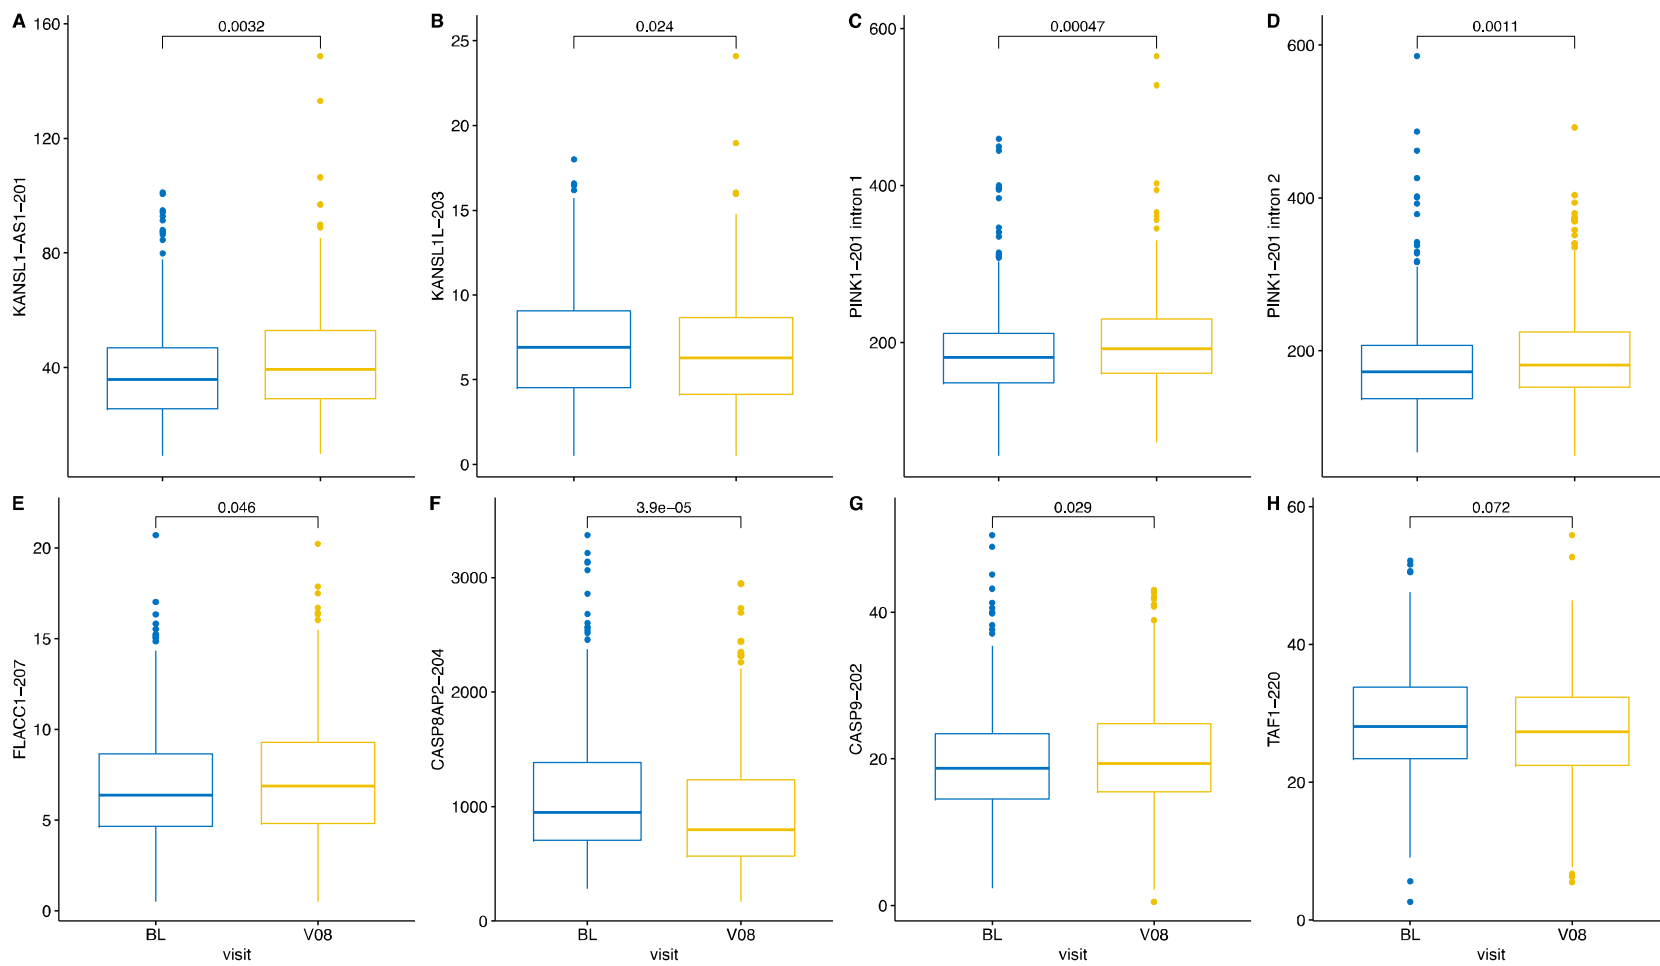 A
KANSL1−AS1−201
160
120
80
40
0.0032
B
KANSL1L−203
25
20
15
10
5
0
0.024
C
PINK1−201 intron 1
600
400
200
0.00047
D
PINK1−201 intron 2
600
400
200
0.0011
E
FLACC1−207
20
15
10
5
0
0.046
BL
V08
visit
F
CASP8AP2−204
3000
2000
1000
0
3.9e−05
BL
V08
visit
G
CASP9−202
40
20
0
0.029
BL
V08
visit
H
TAF1−220
60
40
20
0
0.072
BL
V08
visit